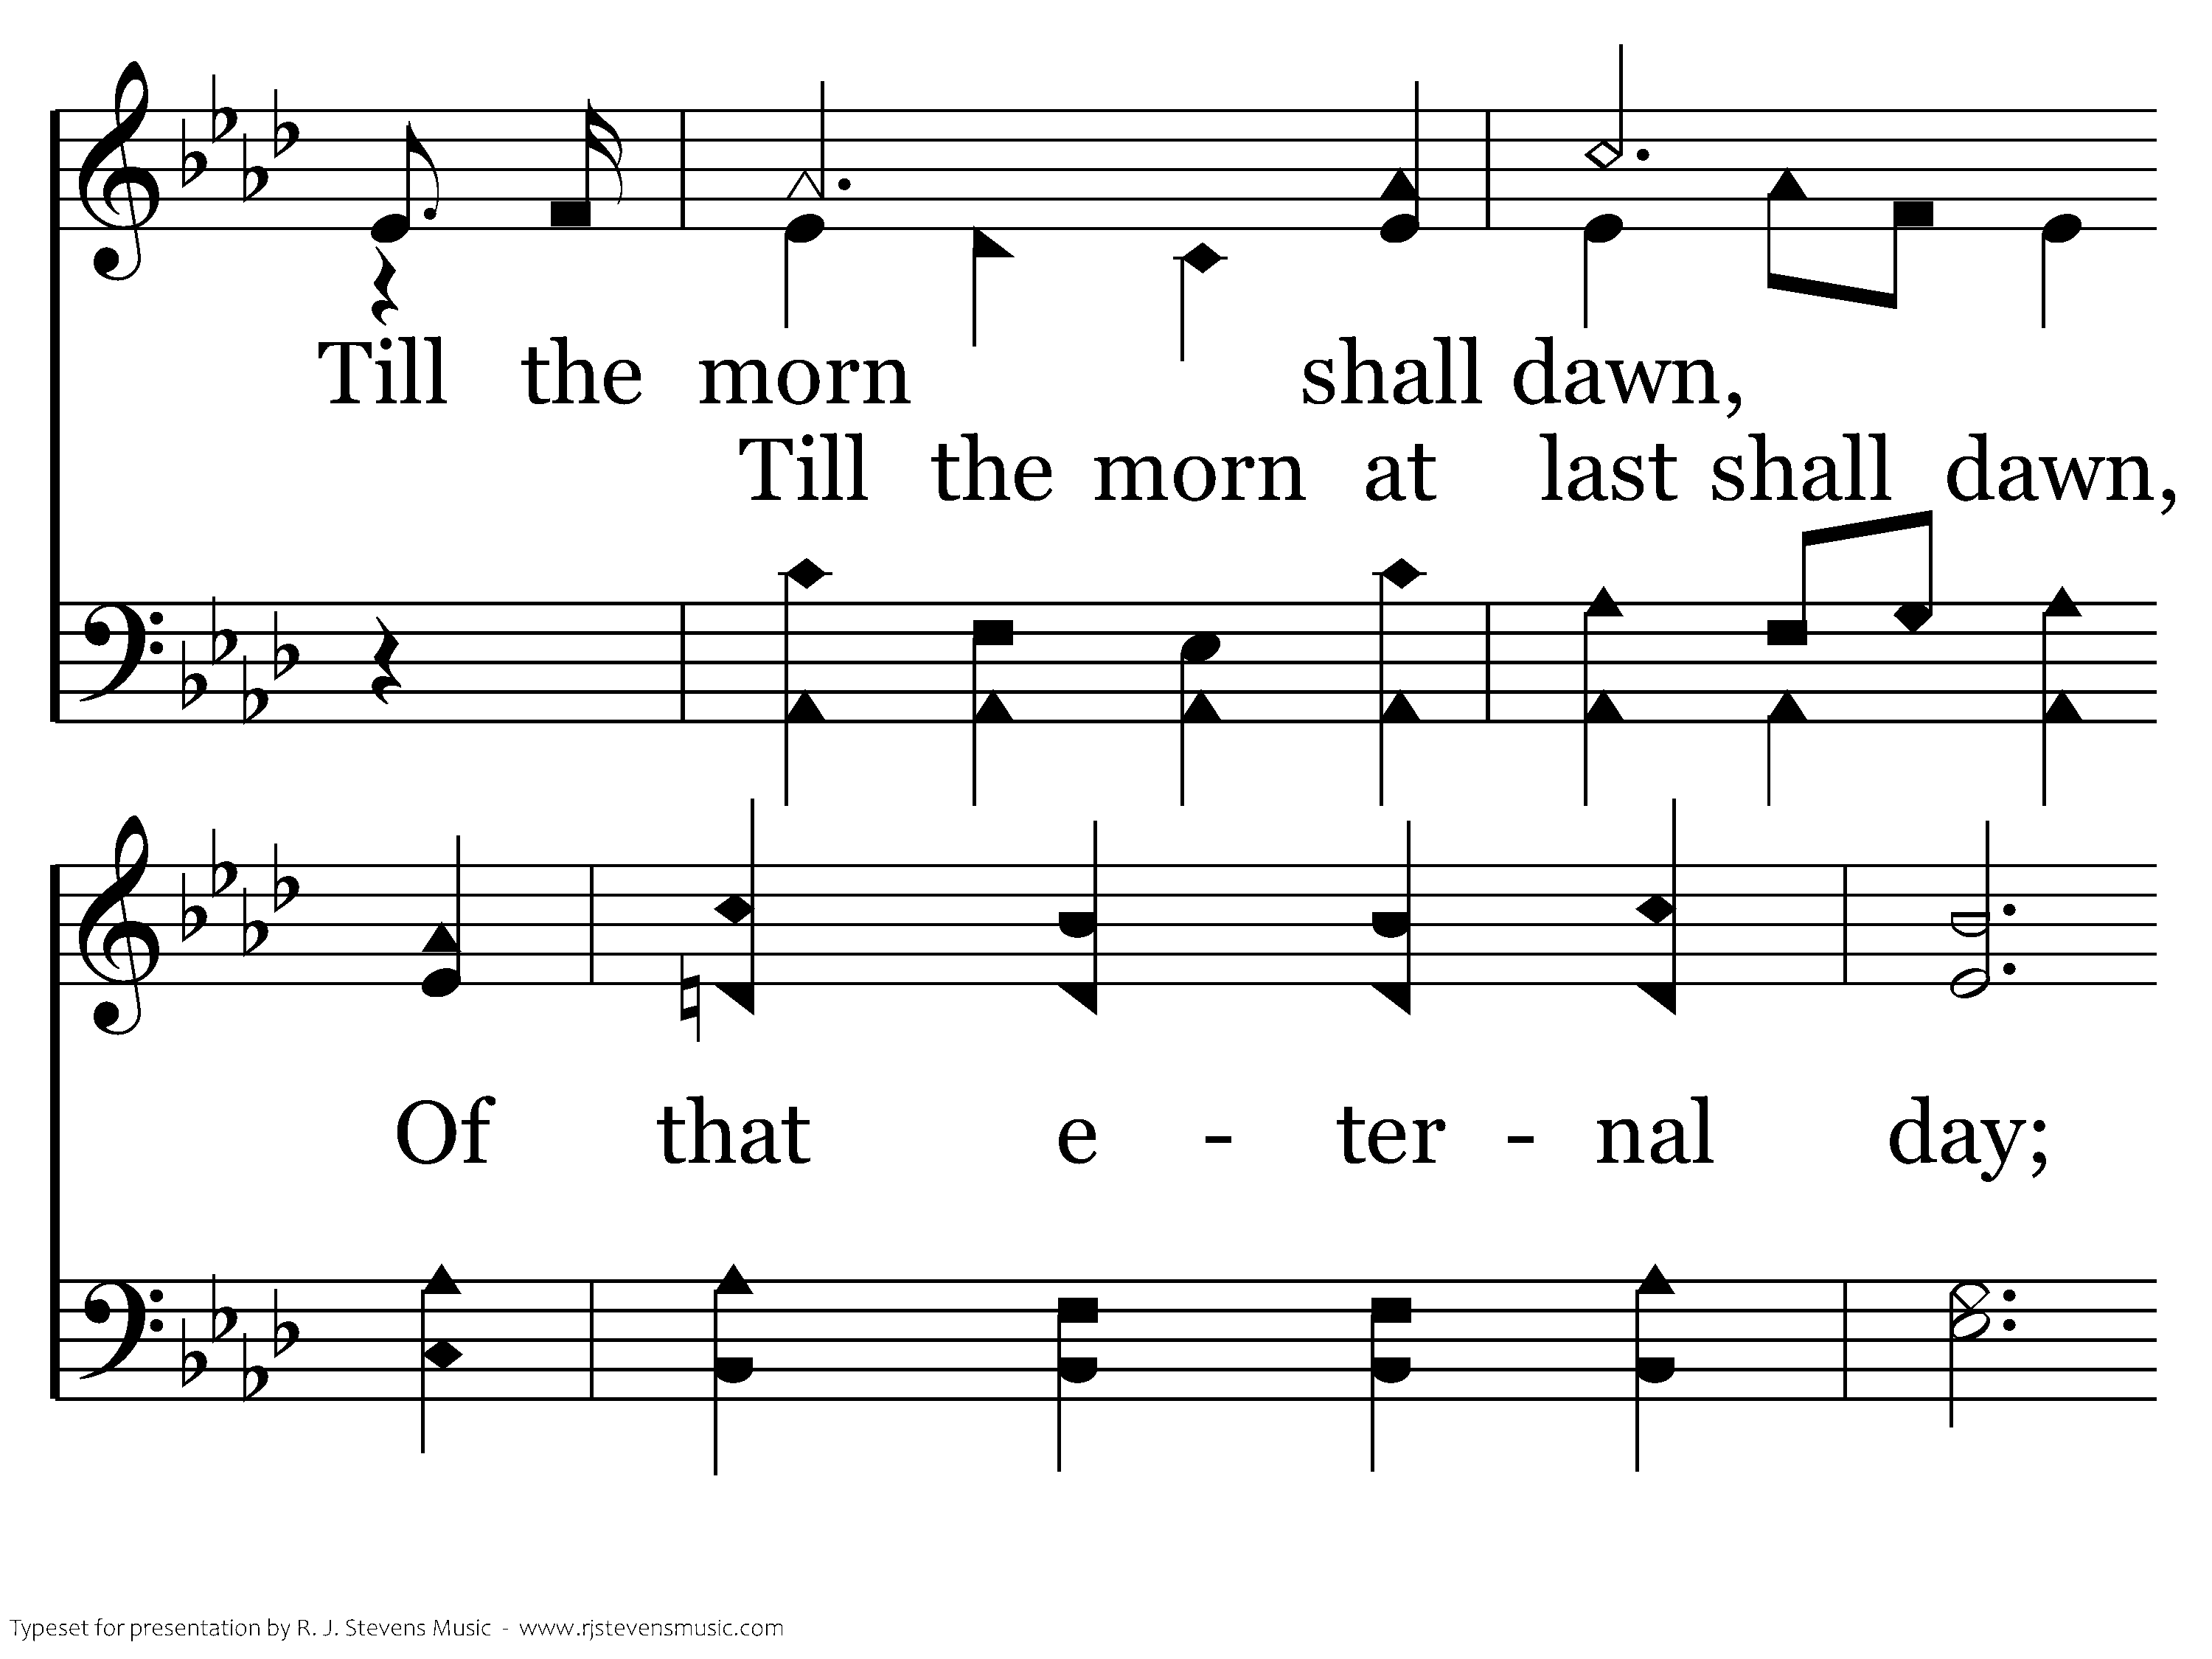 Till the morn shall dawn,
Till the morn at last shall dawn,
Of that e - ter - nal day;
Typeset for presentation by R. J. Stevens Music - www.rjstevensmusic.com